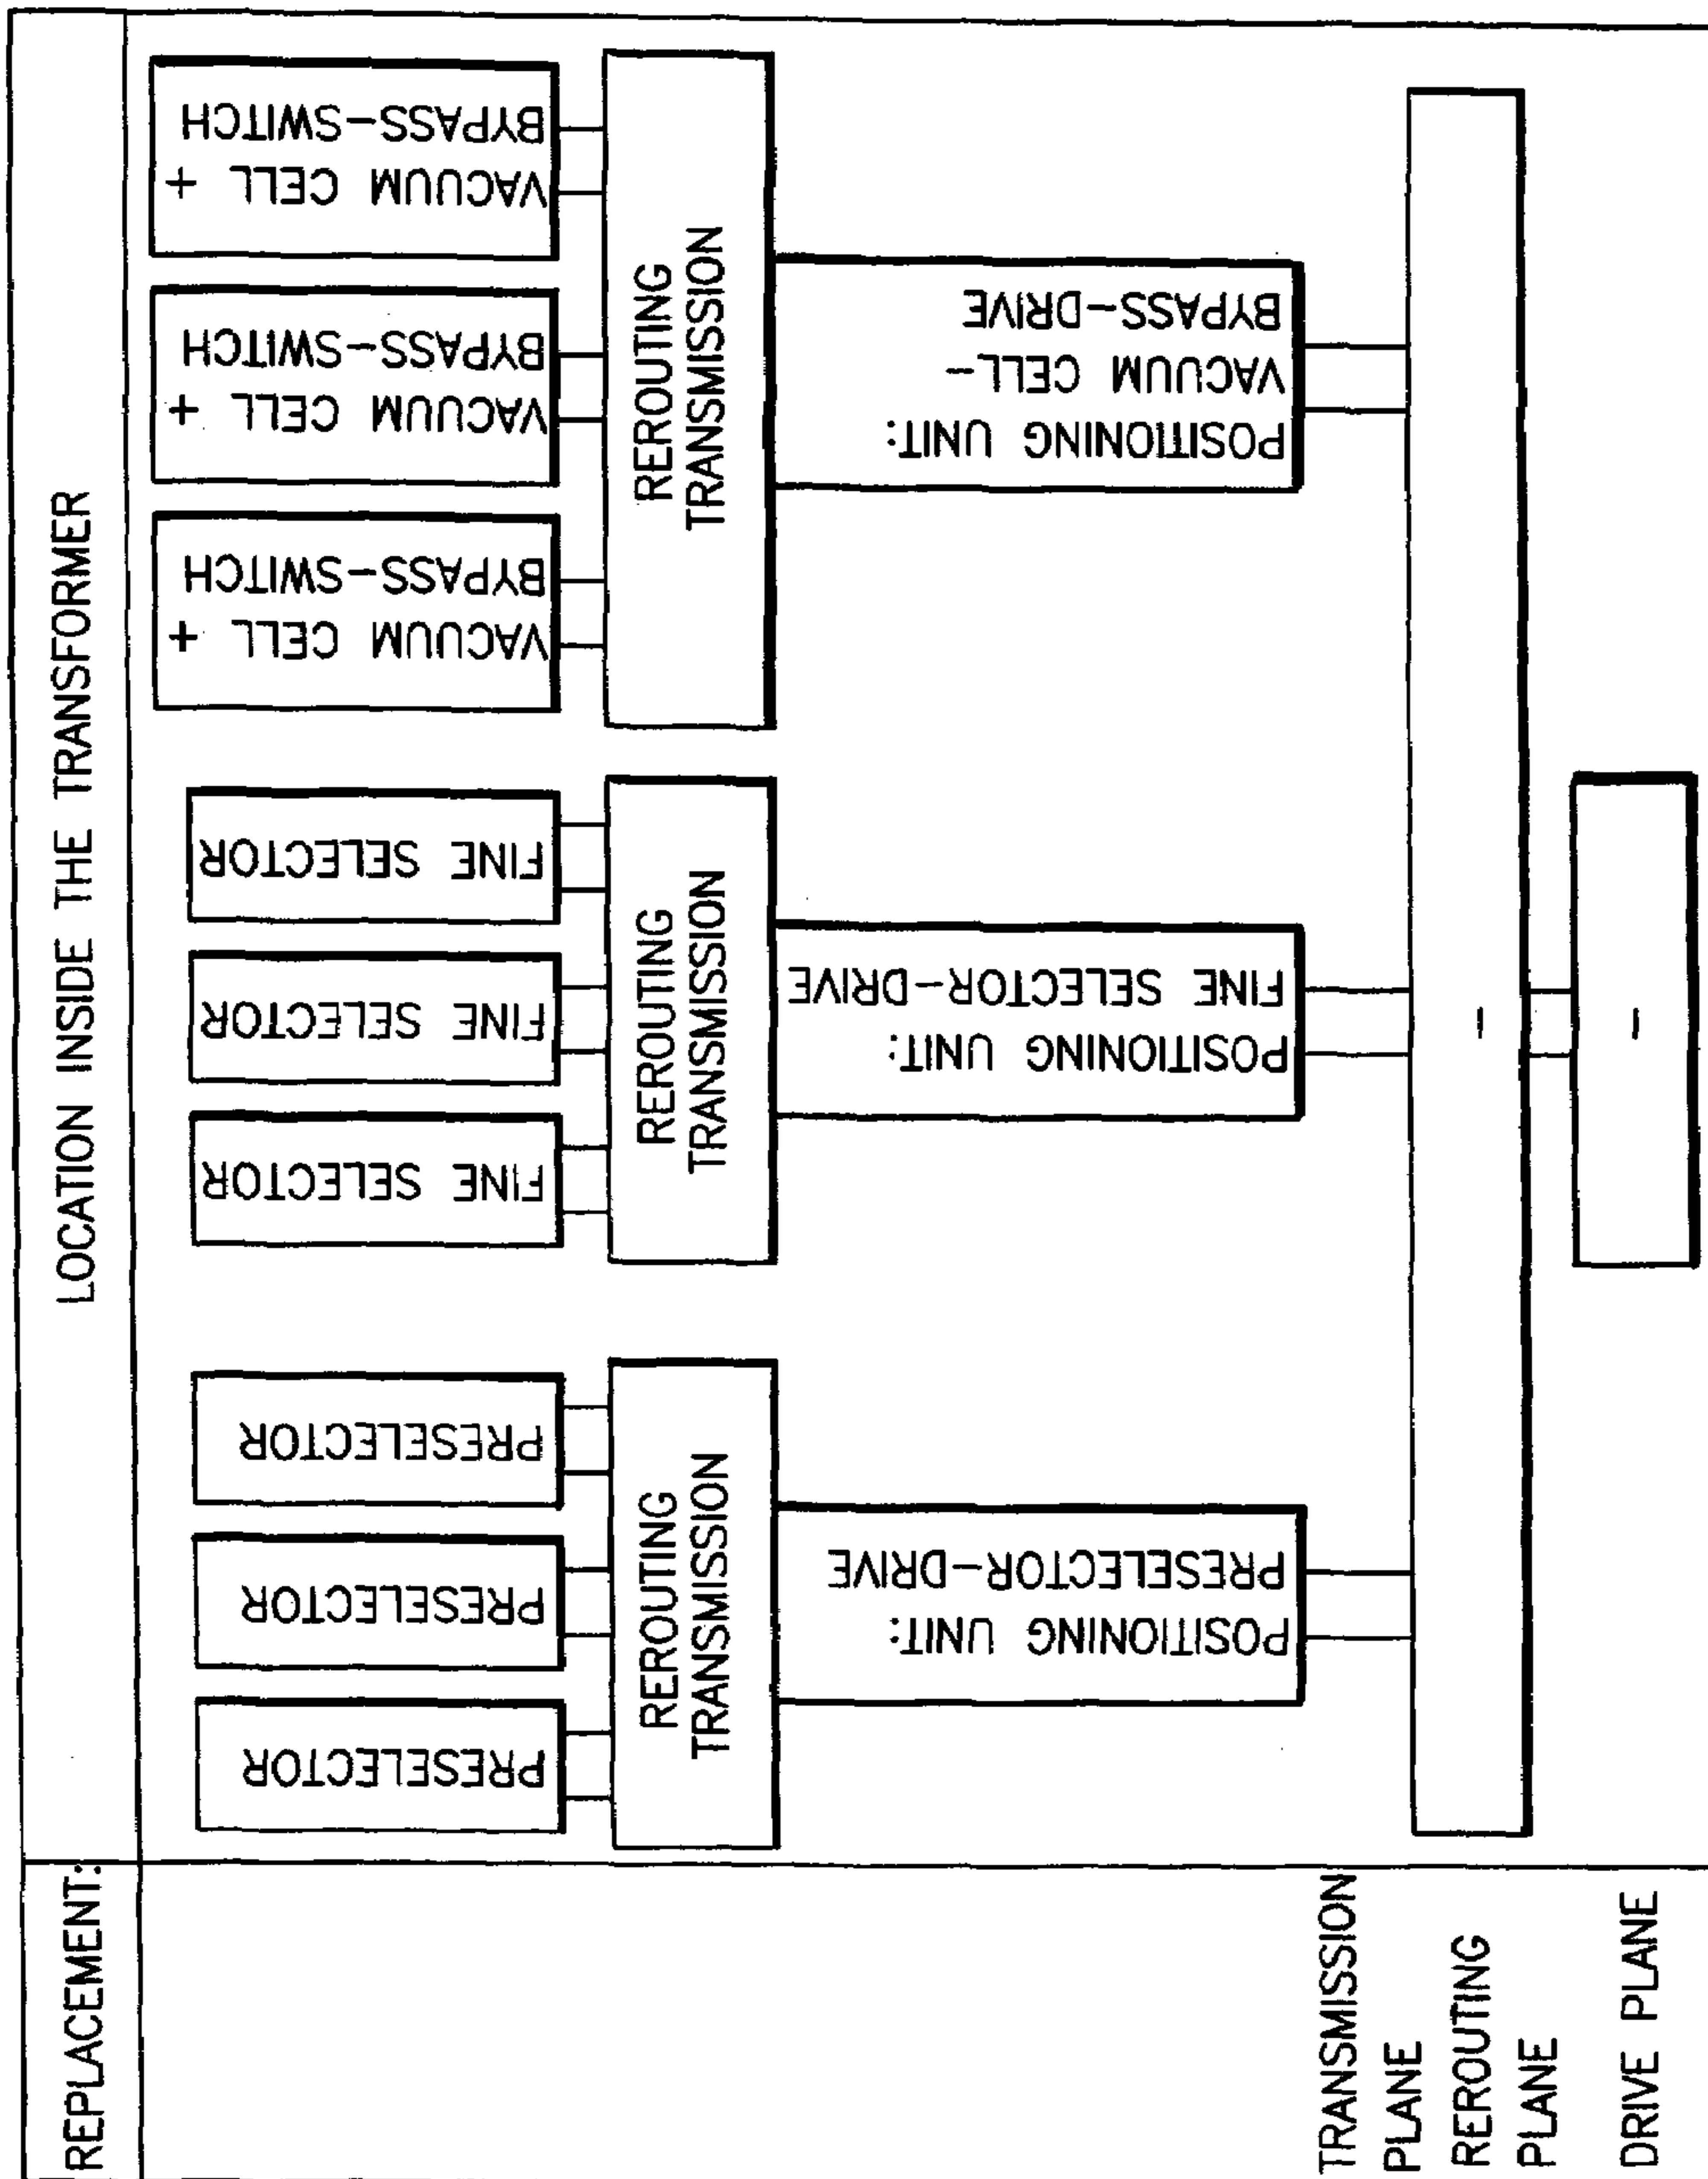 REPLACEMENT:
LOCATION INSIDE THE TRANSFORMER
PRESELECTOR
PRESELECTOR
PRESELECTOR
FINE SELECTOR
FINE SELECTOR
FINE SELECTOR
VACUUM CELL +
BYPASS-SWITCH
VACUUM CELL +
BYPASS-SWITCH
VACUUM CELL +
BYPASS-SWITCH
REROUTING
TRANSMISSION
REROUTING
TRANSMISSION
REROUTING
TRANSMISSION
POSITIONING UNIT:
PRESELECTOR-DRIVE
POSITIONING UNIT:
FINE SELECTOR-DRIVE
POSITIONING UNIT:
VACUUM CELL-
BYPASS-DRIVE
TRANSMISSION
PLANE
REROUTING
PLANE
-
DRIVE PLANE
-